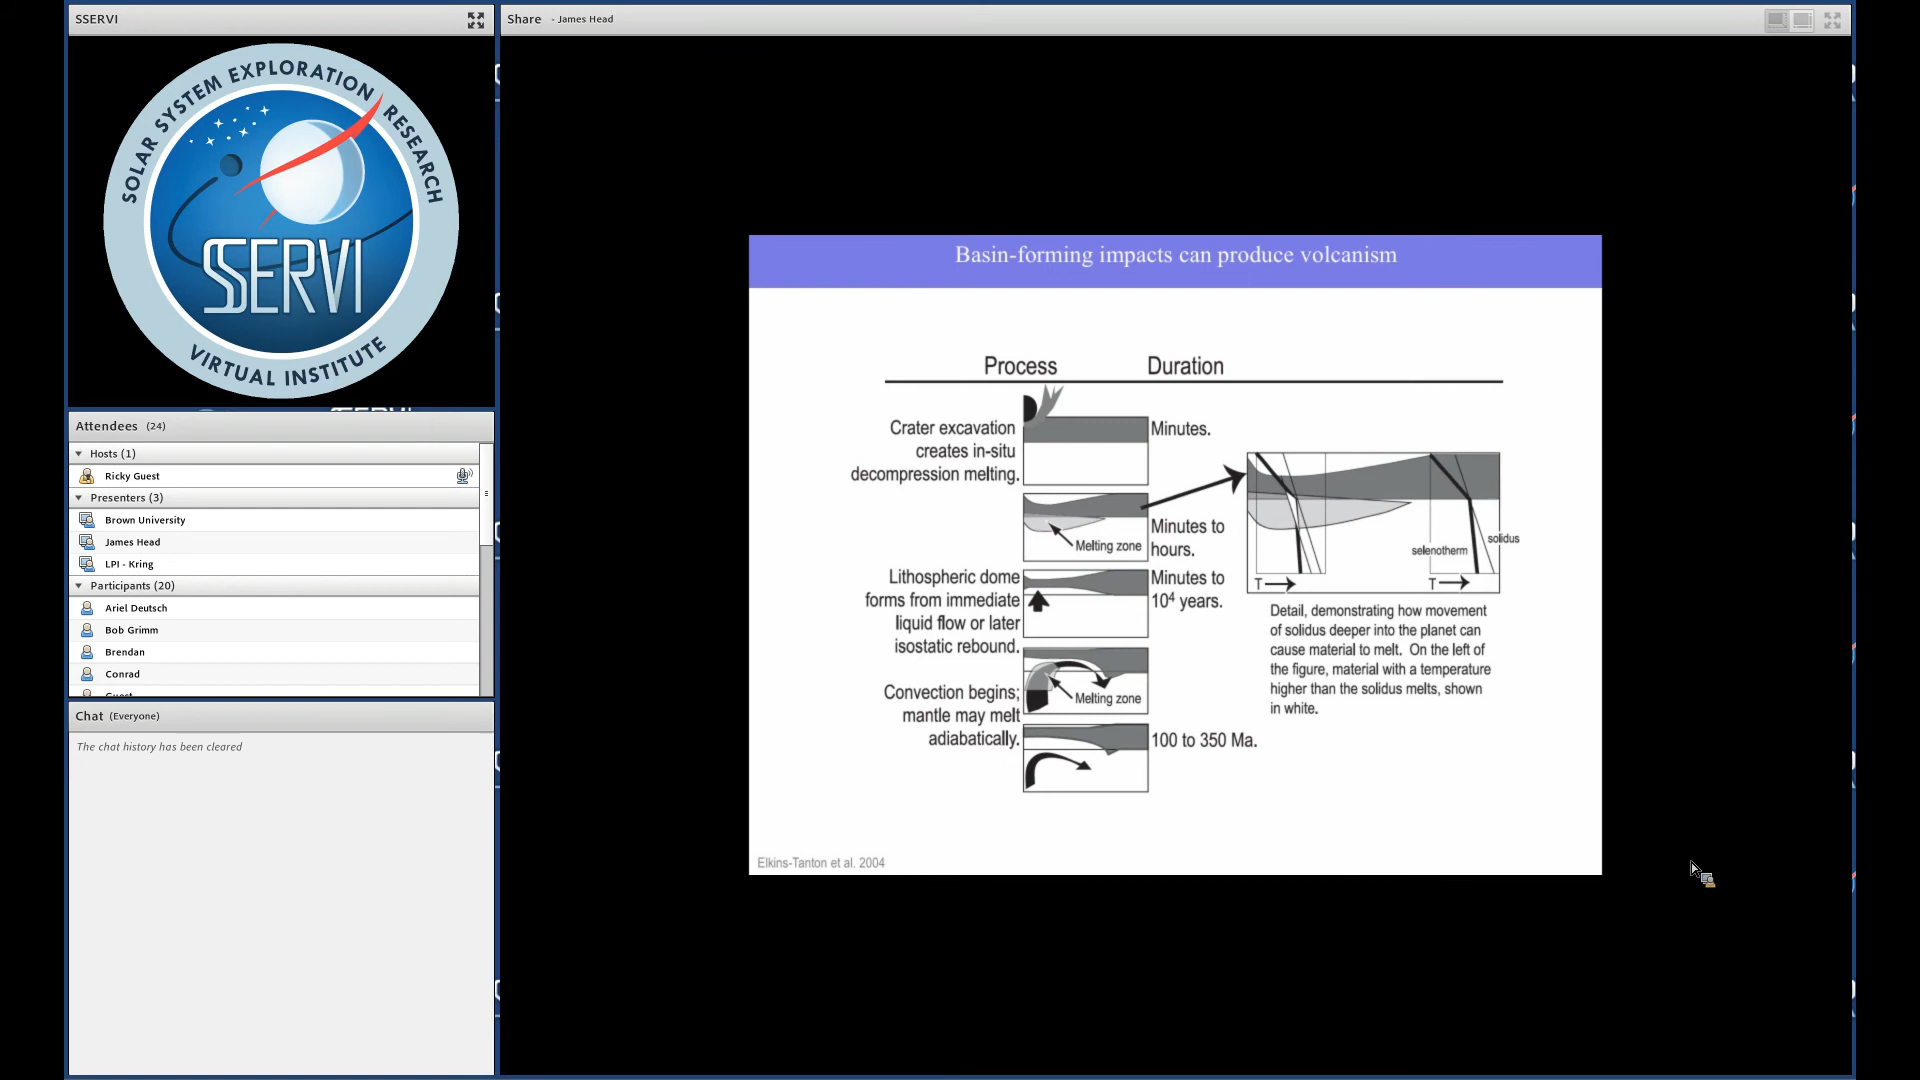 SSERVI
SOLAR SYSTEM EXPLORATION RESEARCH
SSERVI
VIRTUAL INSTITUTE
Attendees (24)
Hosts (1)
Ricky Guest
Presenters (3)
Brown University
James Head
LPI - Kring
Participants (20)
Ariel Deutsch
Bob Grimm
Brendan
Conrad
Guest
Chat (Everyone)
The chat history has been cleared
Share - James Head
Basin-forming impacts can produce volcanism
Process Duration
Crater excavation
creates in-situ
decompression melting.
Minutes.
Melting zone
Minutes to
hours.
Lithospheric dome
forms from immediate
liquid flow or later
isostatic rebound.
Minutes to
10⁴ years.
Convection begins;
mantle may melt
adiabatically.
Melting zone
100 to 350 Ma.
selenotherm
solidus
T
T
Detail, demonstrating how movement
of solidus deeper into the planet can
cause material to melt. On the left of
the figure, material with a temperature
higher than the solidus melts, shown
in white.
Elkins-Tanton et al. 2004